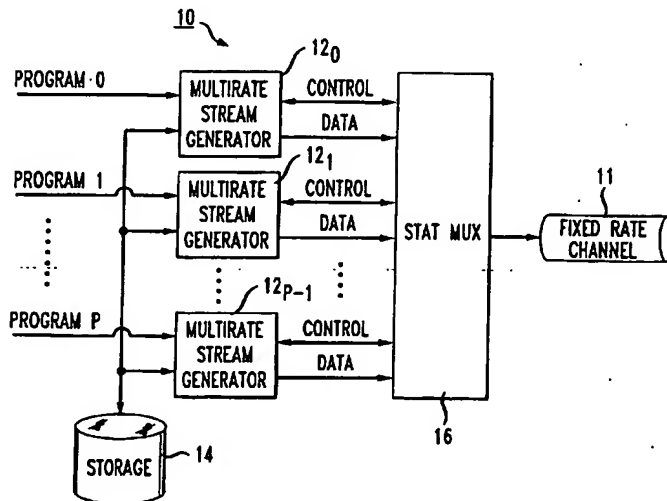 10
PROGRAM 0
MULTIRATE
STREAM
GENERATOR
12₀
CONTROL
DATA
PROGRAM 1
MULTIRATE
STREAM
GENERATOR
12₁
CONTROL
DATA
STAT MUX
11
FIXED RATE
CHANNEL
PROGRAM P
MULTIRATE
STREAM
GENERATOR
12P-1
CONTROL
DATA
16
STORAGE
14